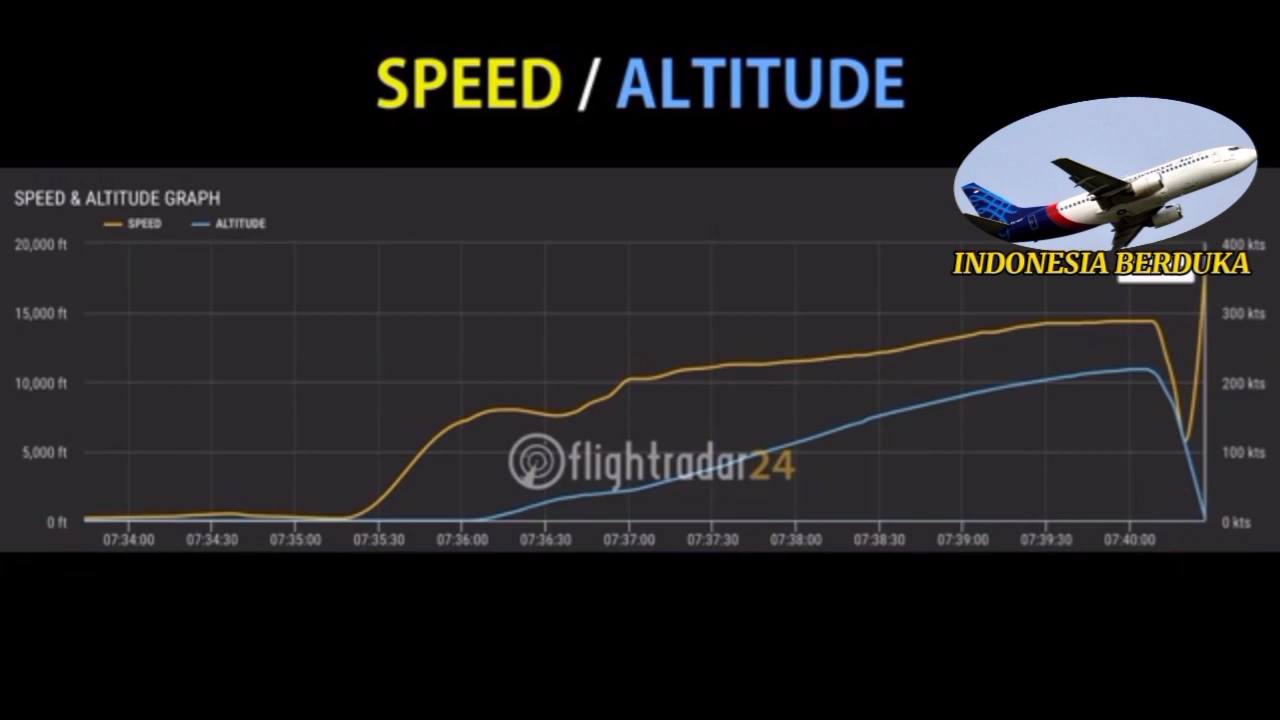 SPEED / ALTITUDE
SPEED & ALTITUDE GRAPH
SPEED ALTITUDE
INDONESIA BERDUKA
20,000 ft 400 kts
15,000 ft 300 kts
10,000 ft 200 kts
5,000 ft 100 kts
flightradar24
0 ft 0 kts
07:34:00 07:34:30 07:35:00 07:35:30 07:36:00 07:36:30 07:37:00 07:37:30 07:38:00 07:38:30 07:39:00 07:39:30 07:40:00